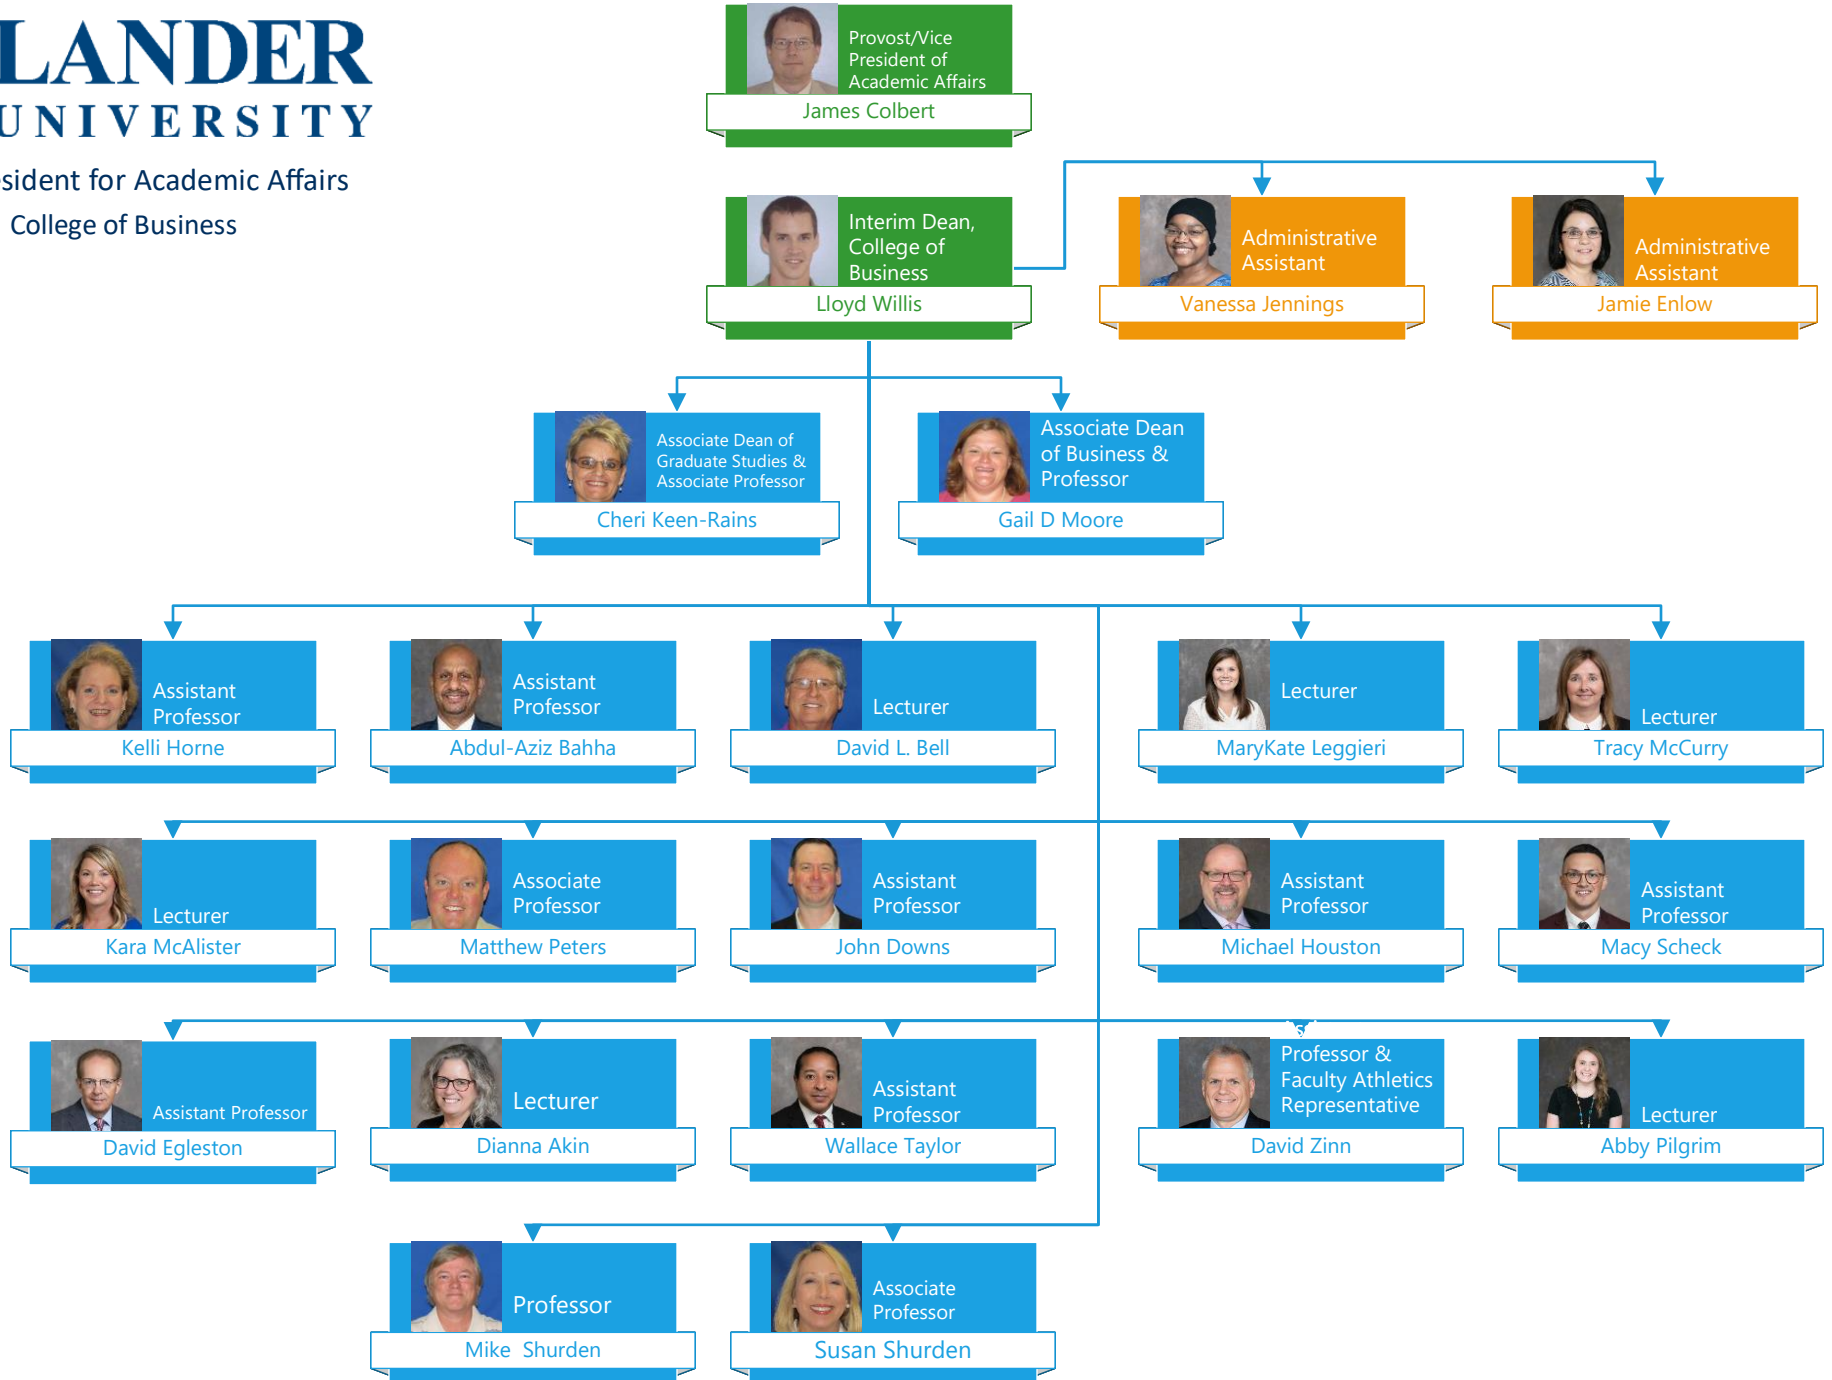 LANDER
UNIVERSITY
esident for Academic Affairs
College of Business
Provost/Vice
President of
Academic Affairs
James Colbert
Interim Dean,
College of
Business
Lloyd Willis
Administrative
Assistant
Vanessa Jennings
Administrative
Assistant
Jamie Enlow
Associate Dean of
Graduate Studies &
Associate Professor
Cheri Keen-Rains
Associate Dean
of Business &
Professor
Gail D Moore
Assistant
Professor
Kelli Horne
Assistant
Professor
Abdul-Aziz Bahha
Lecturer
David L. Bell
Lecturer
MaryKate Leggieri
Lecturer
Tracy McCurry
Lecturer
Kara McAlister
Associate
Professor
Matthew Peters
Assistant
Professor
John Downs
Assistant
Professor
Michael Houston
Assistant
Professor
Macy Scheck
Assistant Professor
David Egleston
Lecturer
Dianna Akin
Assistant
Professor
Wallace Taylor
Professor &
Faculty Athletics
Representative
David Zinn
Lecturer
Abby Pilgrim
Professor
Mike  Shurden
Associate
Professor
Susan Shurden